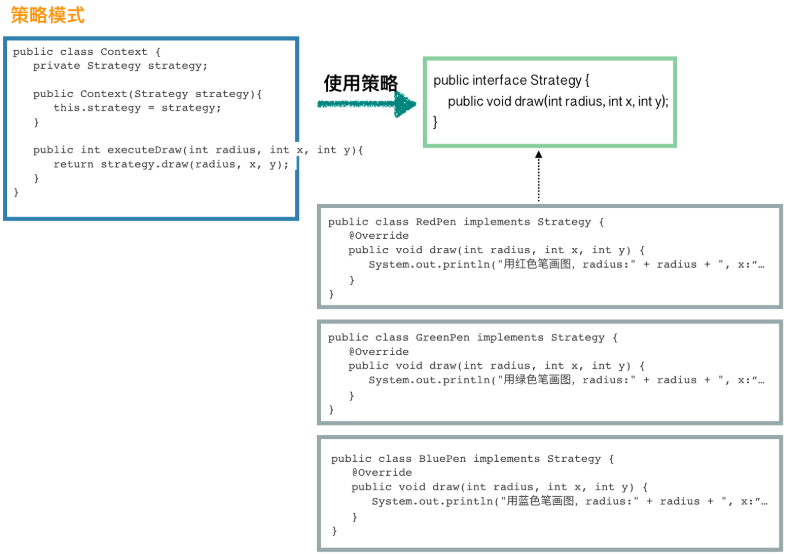 策略模式
public class Context {
private Strategy strategy;
public Context(Strategy strategy){
this.strategy = strategy;
}
public int executeDraw(int radius, int x, int y){
return strategy.draw(radius, x, y);
}
}
使用策略
public interface Strategy {
public void draw(int radius, int x, int y);
}
public class RedPen implements Strategy {
@Override
public void draw(int radius, int x, int y) {
System.out.println("用红色笔画图, radius:" + radius + ", x:”…
}
}
public class GreenPen implements Strategy {
@Override
public void draw(int radius, int x, int y) {
System.out.println("用绿色笔画图, radius:" + radius + ", x:”…
}
}
public class BluePen implements Strategy {
@Override
public void draw(int radius, int x, int y) {
System.out.println("用蓝色笔画图, radius:" + radius + ", x:”…
}
}